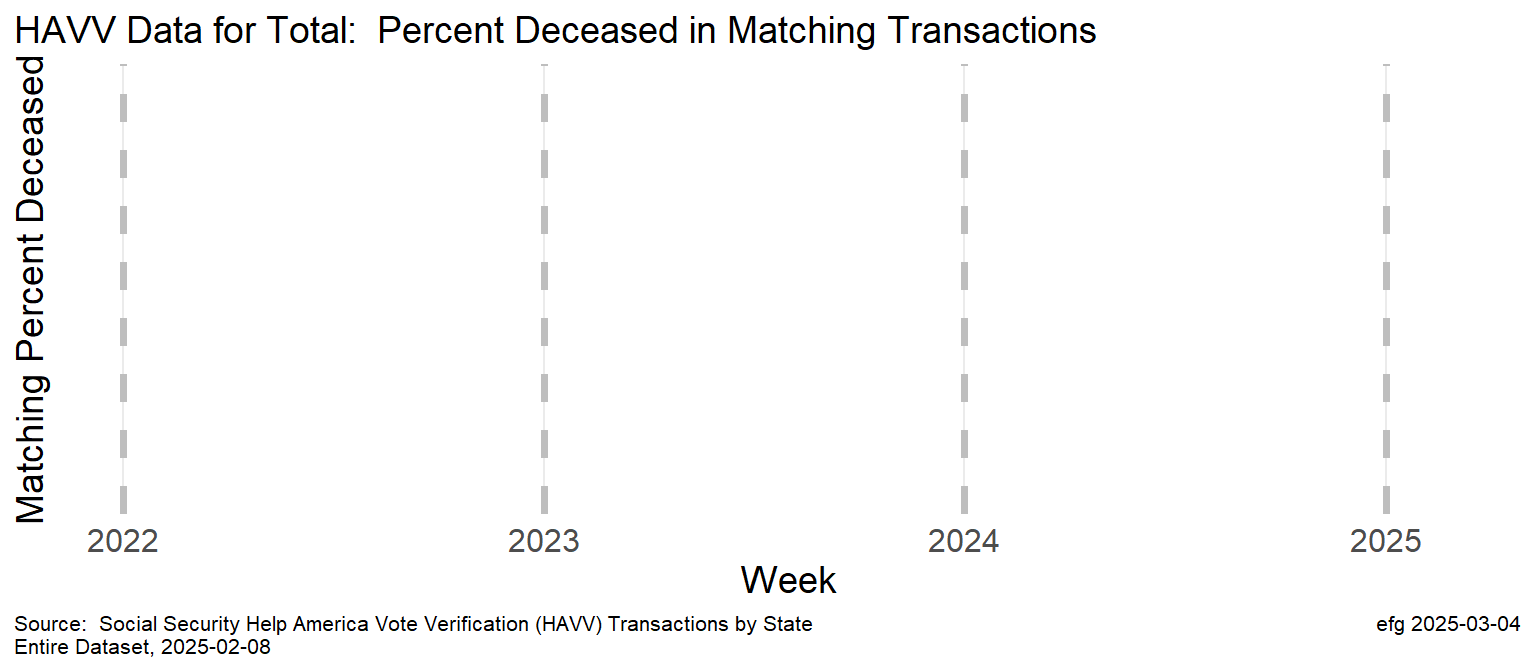 HAVV Data for Total:  Percent Deceased in Matching Transactions
Matching Percent Deceased
2022
2023
2024
2025
Week
Source:  Social Security Help America Vote Verification (HAVV) Transactions by State
Entire Dataset, 2025-02-08
efg 2025-03-04